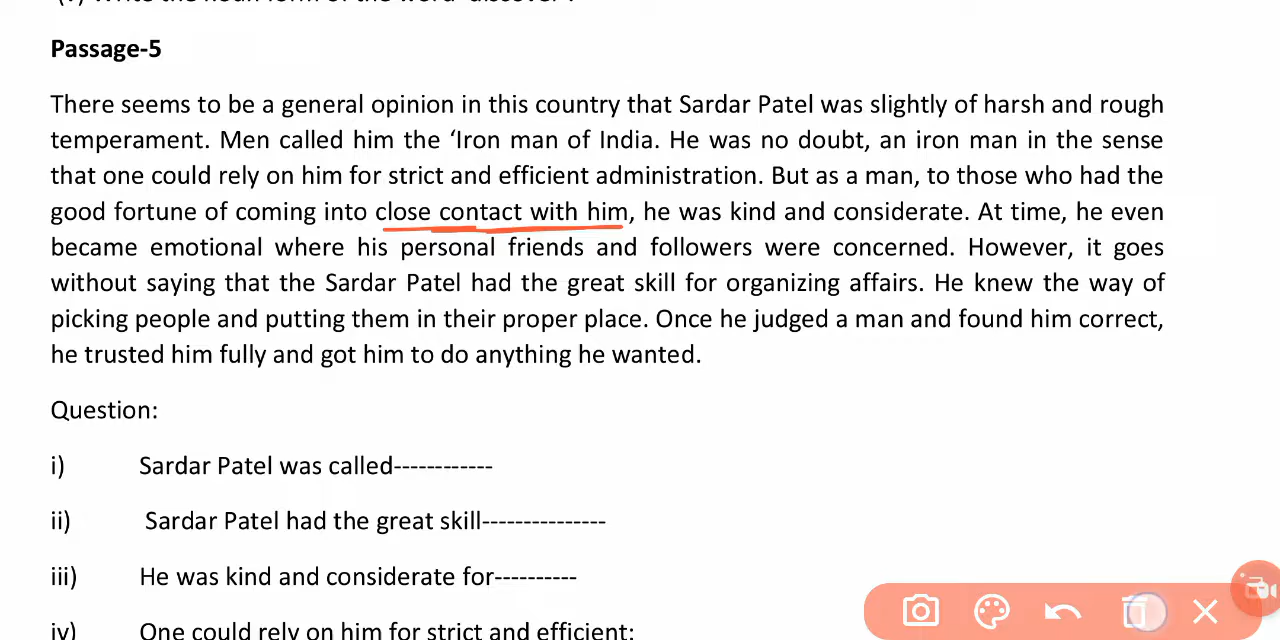 (v) Write the noun form of the word 'discover'.
Passage-5
There seems to be a general opinion in this country that Sardar Patel was slightly of harsh and rough
temperament. Men called him the ‘Iron man of India. He was no doubt, an iron man in the sense
that one could rely on him for strict and efficient administration. But as a man, to those who had the
good fortune of coming into close contact with him, he was kind and considerate. At time, he even
became emotional where his personal friends and followers were concerned. However, it goes
without saying that the Sardar Patel had the great skill for organizing affairs. He knew the way of
picking people and putting them in their proper place. Once he judged a man and found him correct,
he trusted him fully and got him to do anything he wanted.
Question:
i) Sardar Patel was called------------
ii) Sardar Patel had the great skill---------------
iii) He was kind and considerate for----------
iv) One could rely on him for strict and efficient: